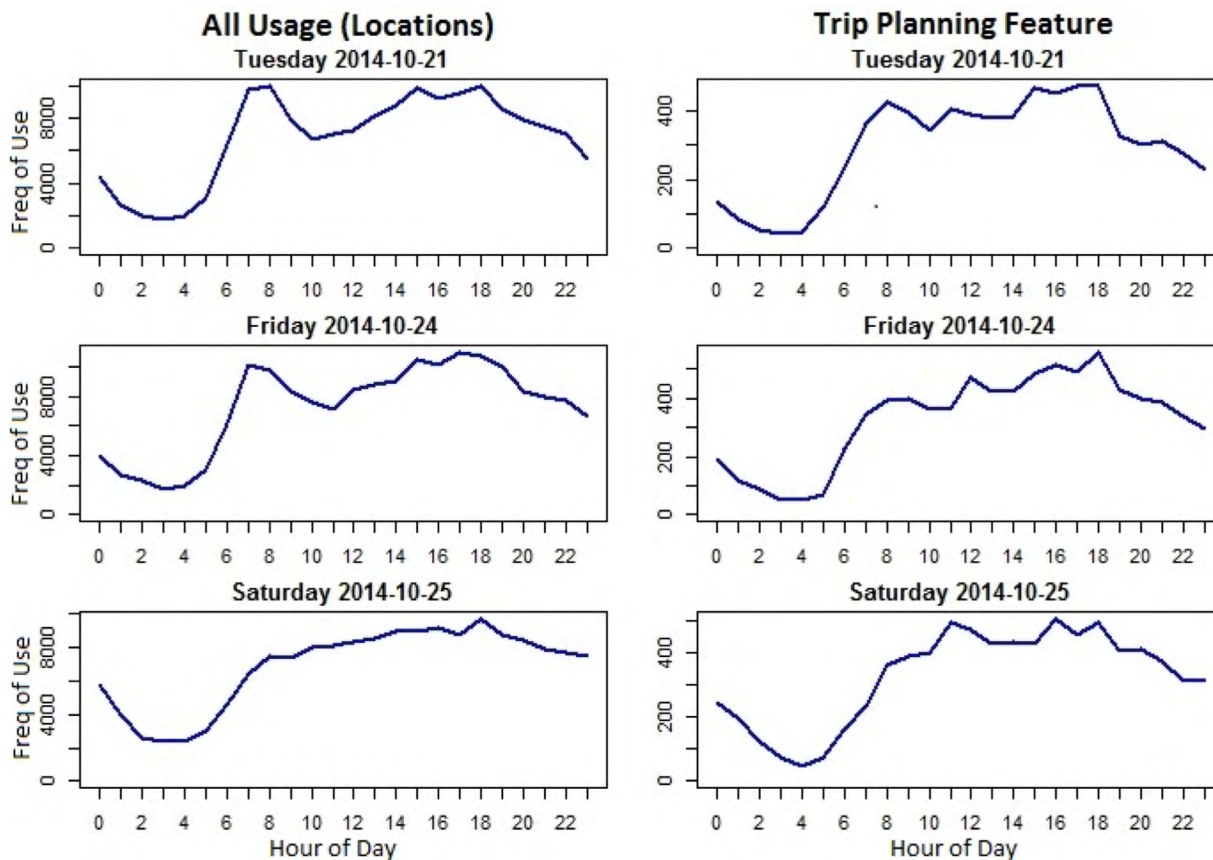 All Usage (Locations)
Trip Planning Feature
Tuesday 2014-10-21
Tuesday 2014-10-21
Freq of Use
0 4000 8000
0 200 400
0 2 4 6 8 10 12 14 16 18 20 22
0 2 4 6 8 10 12 14 16 18 20 22
Friday 2014-10-24
Friday 2014-10-24
Freq of Use
0 4000 8000
0 200 400
0 2 4 6 8 10 12 14 16 18 20 22
0 2 4 6 8 10 12 14 16 18 20 22
Saturday 2014-10-25
Saturday 2014-10-25
Freq of Use
0 4000 8000
0 200 400
0 2 4 6 8 10 12 14 16 18 20 22
0 2 4 6 8 10 12 14 16 18 20 22
Hour of Day
Hour of Day